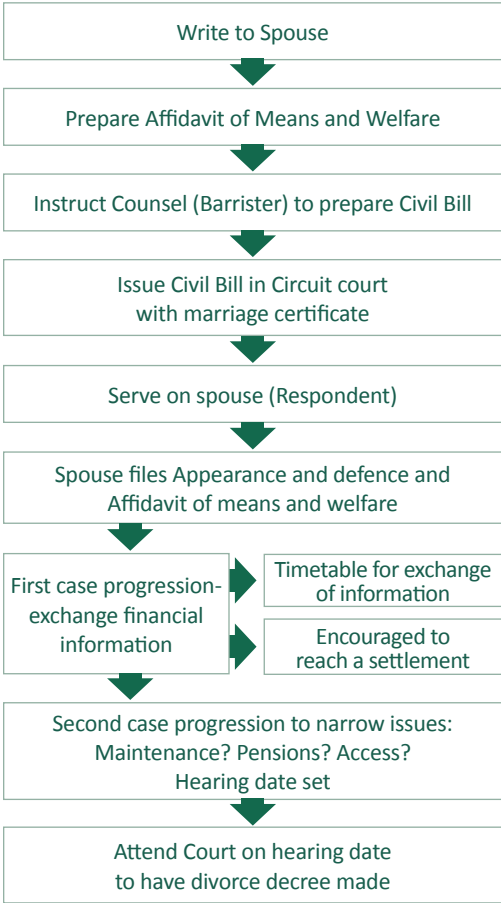 Write to Spouse
Prepare Affidavit of Means and Welfare
Instruct Counsel (Barrister) to prepare Civil Bill
Issue Civil Bill in Circuit court
with marriage certificate
Serve on spouse (Respondent)
Spouse files Appearance and defence and
Affidavit of means and welfare
First case progression-
exchange financial
information
Timetable for exchange
of information
Encouraged to
reach a settlement
Second case progression to narrow issues:
Maintenance? Pensions? Access?
Hearing date set
Attend Court on hearing date
to have divorce decree made